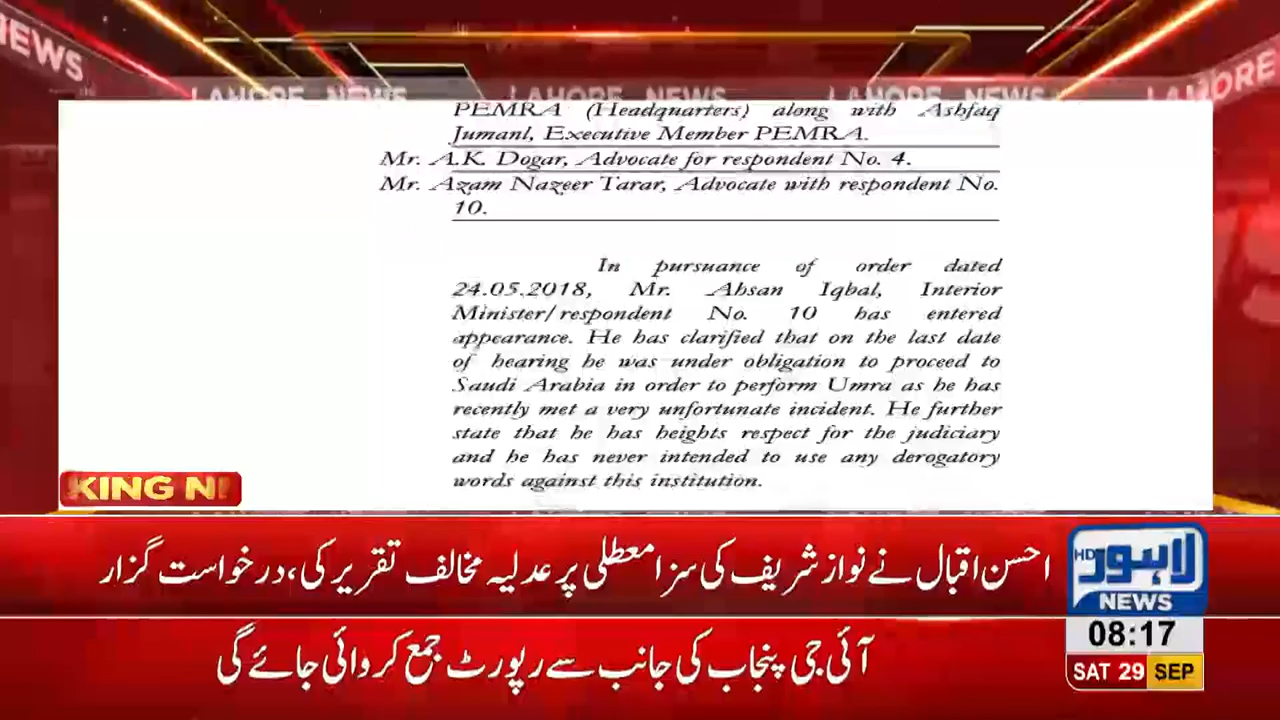 NEWS
LAHORE NEWS
LAHORE
PEMRA (Headquarters) along with Ashfaq
Jumanl, Executive Member PEMRA.
Mr. A.K. Dogar, Advocate for respondent No. 4.
Mr. Azam Nazeer Tarar, Advocate with respondent No.
10.
In pursuance of order dated
24.05.2018, Mr. Ahsan Iqbal, Interior
Minister/respondent No. 10 has entered
appearance. He has clarified that on the last date
of hearing he was under obligation to proceed to
Saudi Arabia in order to perform Umra as he has
recently met a very unfortunate incident. He further
state that he has heights respect for the judiciary
and he has never intended to use any derogatory
words against this institution.
KING N
احسن اقبال نے نواز شریف کی سزا معطلی پر عدلیہ مخالف تقریر کی، درخواست گزار
آئی جی پنجاب کی جانب سے رپورٹ جمع کروائی جائے گی
HD
لاہور
NEWS
08:17
SAT 29 SEP